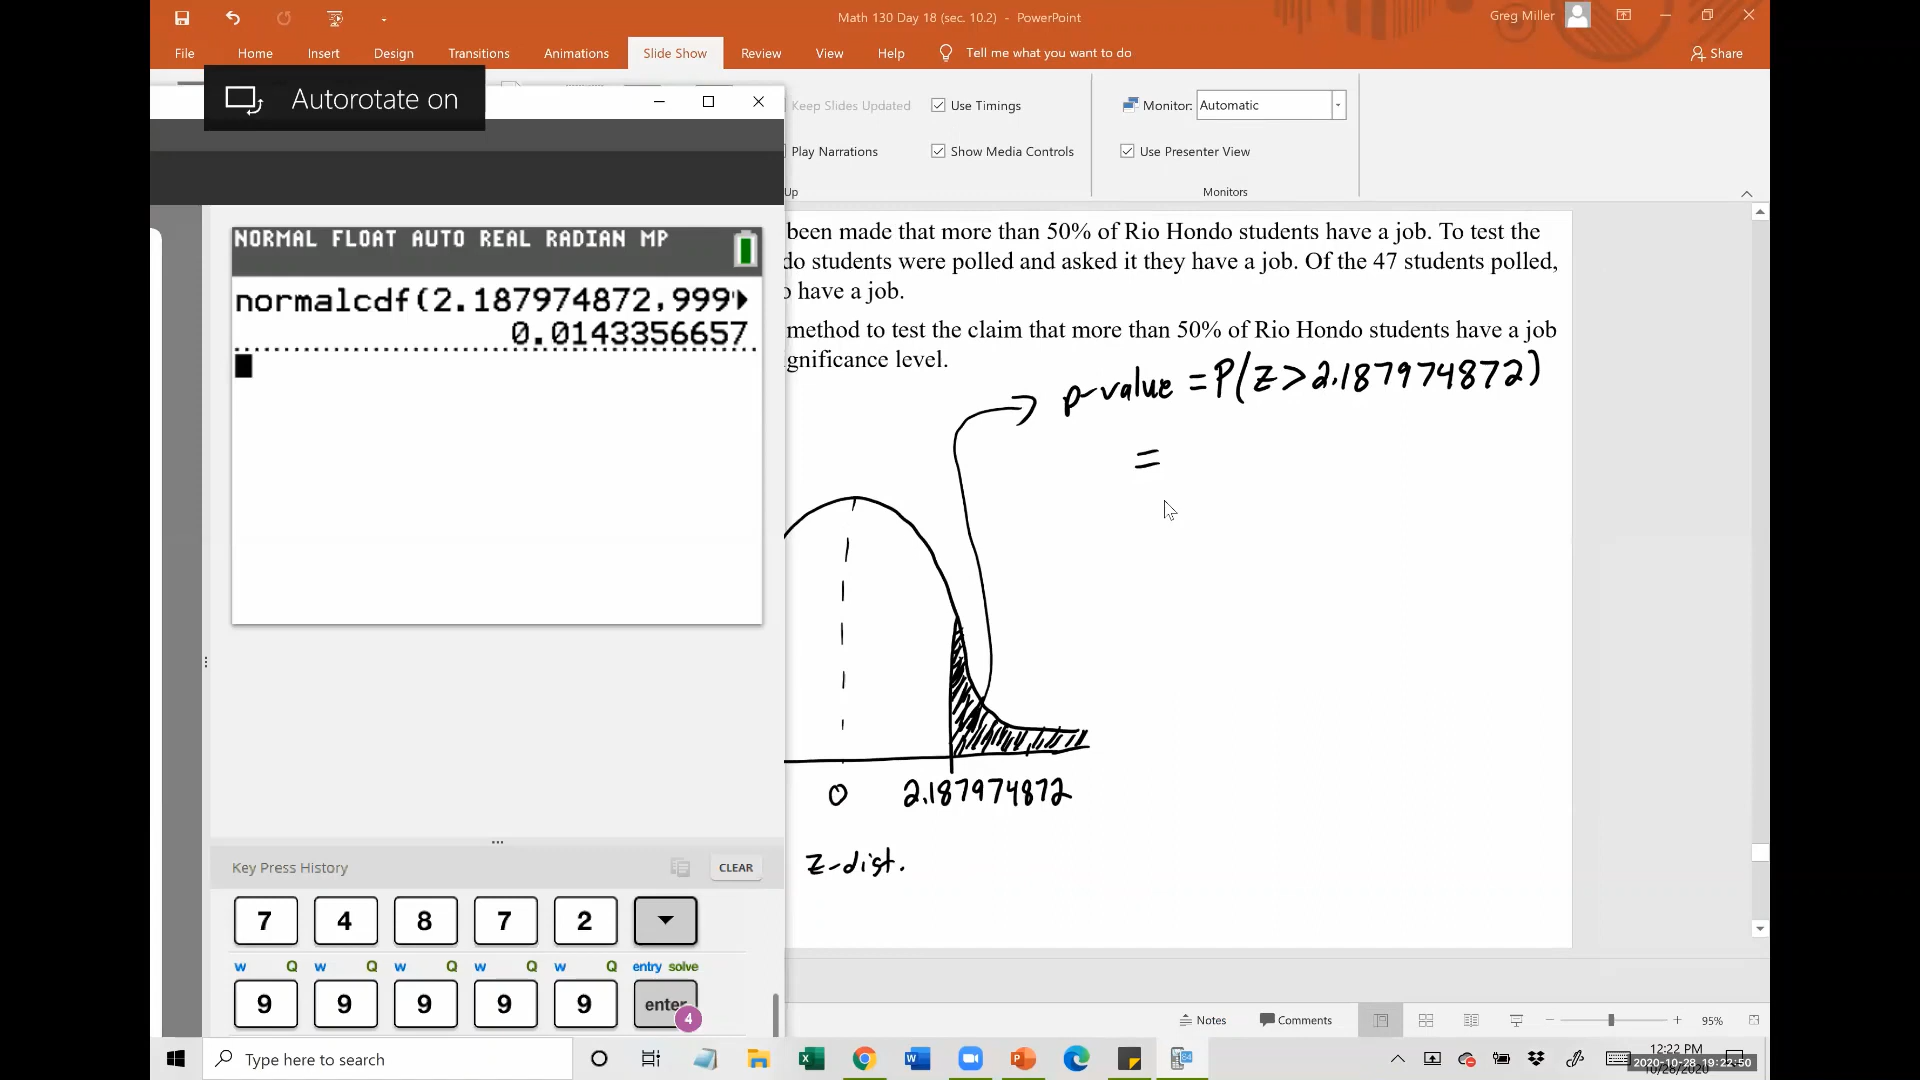 Math 130 Day 18 (sec. 10.2) - PowerPoint
Greg Miller
File Home Insert Design Transitions Animations Slide Show Review View Help Tell me what you want to do Share
Autorotate on
Keep Slides Updated Use Timings Monitor: Automatic
Play Narrations Show Media Controls Use Presenter View
Up Monitors
NORMAL FLOAT AUTO REAL RADIAN MP
normalcdf(2.187974872,999
0.0143356657
been made that more than 50% of Rio Hondo students have a job. To test the
do students were polled and asked it they have a job. Of the 47 students polled,
o have a job.
method to test the claim that more than 50% of Rio Hondo students have a job
gnificance level.
p-value = P(Z > 2.187974872)
=
0 2.187974872
Z-dist.
Key Press History CLEAR
7 4 8 7 2
w Q w Q w Q w Q w Q entry solve
9 9 9 9 9 enter 4
Notes Comments 95%
Type here to search
12:22 PM
2020-10-28 19:22:50